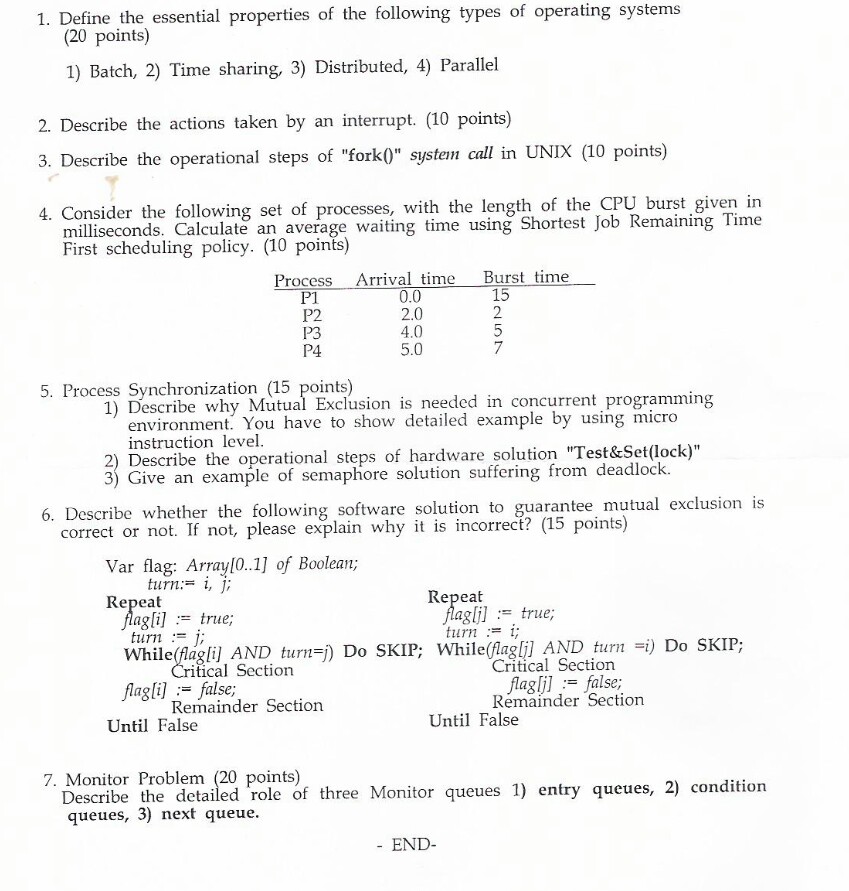 1. Define the essential properties of the following types of operating systems
(20 points)
1) Batch, 2) Time sharing, 3) Distributed, 4) Parallel
2. Describe the actions taken by an interrupt. (10 points)
3. Describe the operational steps of "fork()" system call in UNIX (10 points)
4. Consider the following set of processes, with the length of the CPU burst given in
milliseconds. Calculate an average waiting time using Shortest Job Remaining Time
First scheduling policy. (10 points)
Process Arrival time Burst time
P1 0.0 15
P2 2.0 2
P3 4.0 5
P4 5.0 7
5. Process Synchronization (15 points)
1) Describe why Mutual Exclusion is needed in concurrent programming
environment. You have to show detailed example by using micro
instruction level.
2) Describe the operational steps of hardware solution "Test&Set(lock)"
3) Give an example of semaphore solution suffering from deadlock.
6. Describe whether the following software solution to guarantee mutual exclusion is
correct or not. If not, please explain why it is incorrect? (15 points)
Var flag: Array[0..1] of Boolean;
turn:= i, j;
Repeat Repeat
flag[i] := true; flag[j] := true;
turn := j; turn := i;
While(flag[i] AND turn=j) Do SKIP; While(flag[j] AND turn =i) Do SKIP;
Critical Section Critical Section
flag[i] := false; flag[j] := false;
Remainder Section Remainder Section
Until False Until False
7. Monitor Problem (20 points)
Describe the detailed role of three Monitor queues 1) entry queues, 2) condition
queues, 3) next queue.
- END-